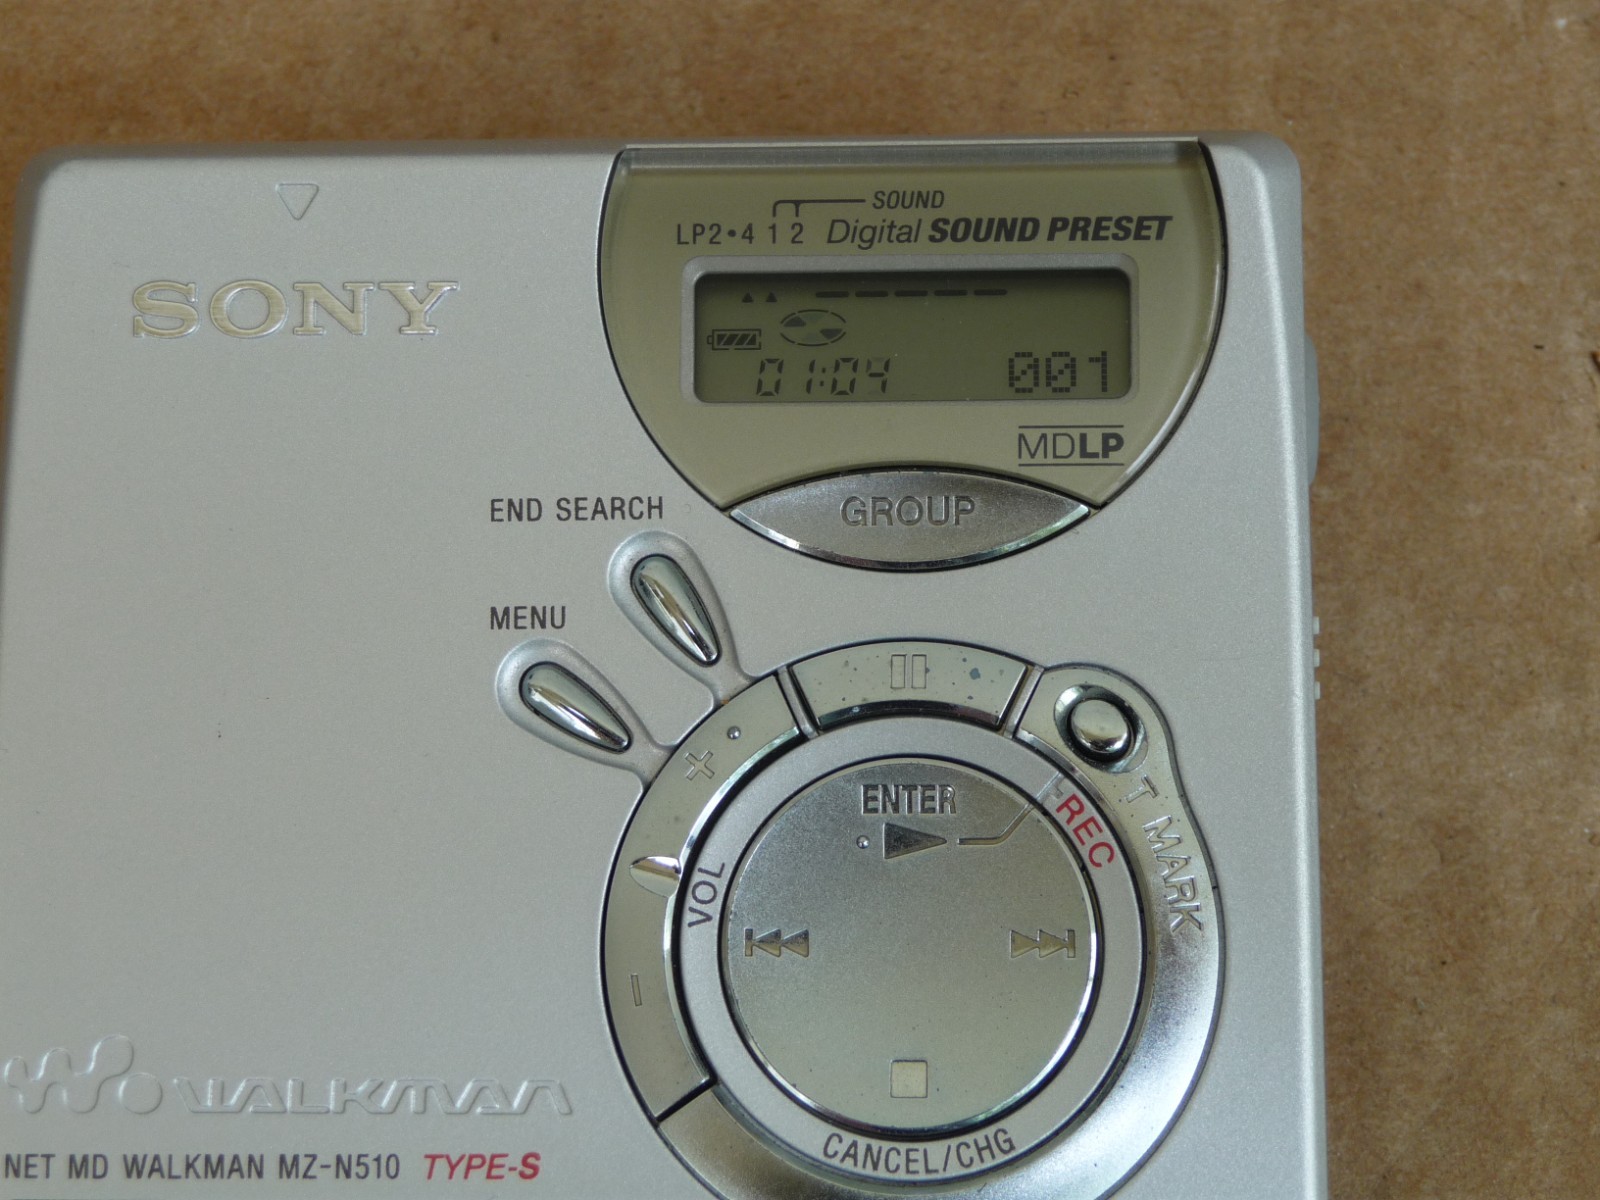 SOUND
LP2•4 1 2 Digital SOUND PRESET
SONY
01:04 001
MDLP
GROUP
END SEARCH
MENU
ENTER
REC
T MARK
VOL
+
−
CANCEL/CHG
WALKMAN
NET MD WALKMAN MZ-N510 TYPE-S